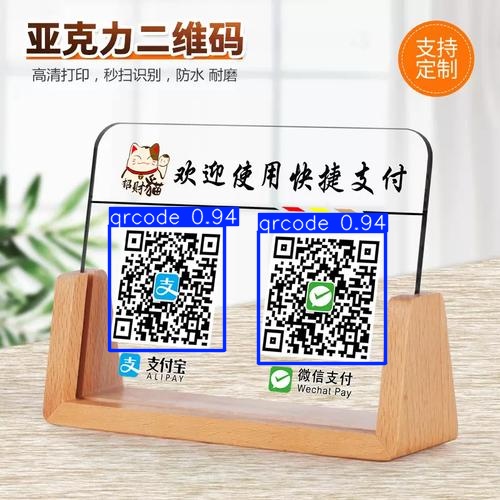 亚克力二维码
高清打印，秒扫识别，防水 耐磨
支持
定制
招财猫
欢迎使用快捷支付
qrcode 0.94
qrcode 0.94
支
支付宝
ALIPAY
微信支付
Wechat Pay